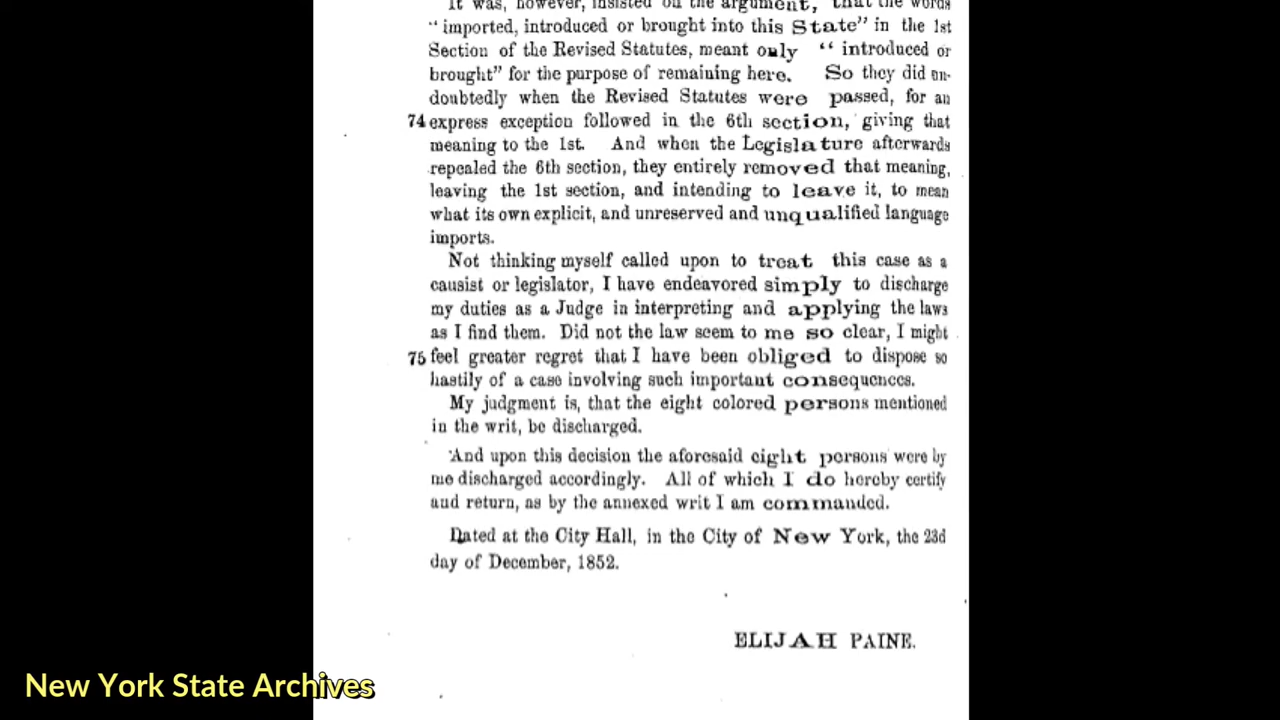 It was, however, insisted on the argument, that the words
“ imported, introduced or brought into this State” in the 1st
Section of the Revised Statutes, meant only “ introduced or
brought” for the purpose of remaining here. So they did un-
doubtedly when the Revised Statutes were passed, for an
74 express exception followed in the 6th section, giving that
meaning to the 1st. And when the Legislature afterwards
repealed the 6th section, they entirely removed that meaning,
leaving the 1st section, and intending to leave it, to mean
what its own explicit, and unreserved and unqualified language
imports.
Not thinking myself called upon to treat this case as a
causist or legislator, I have endeavored simply to discharge
my duties as a Judge in interpreting and applying the laws
as I find them. Did not the law seem to me so clear, I might
75 feel greater regret that I have been obliged to dispose so
hastily of a case involving such important consequences.
My judgment is, that the eight colored persons mentioned
in the writ, be discharged.
And upon this decision the aforesaid eight persons were by
me discharged accordingly. All of which I do hereby certify
and return, as by the annexed writ I am commanded.
Dated at the City Hall, in the City of New York, the 23d
day of December, 1852.
ELIJAH PAINE.
New York State Archives